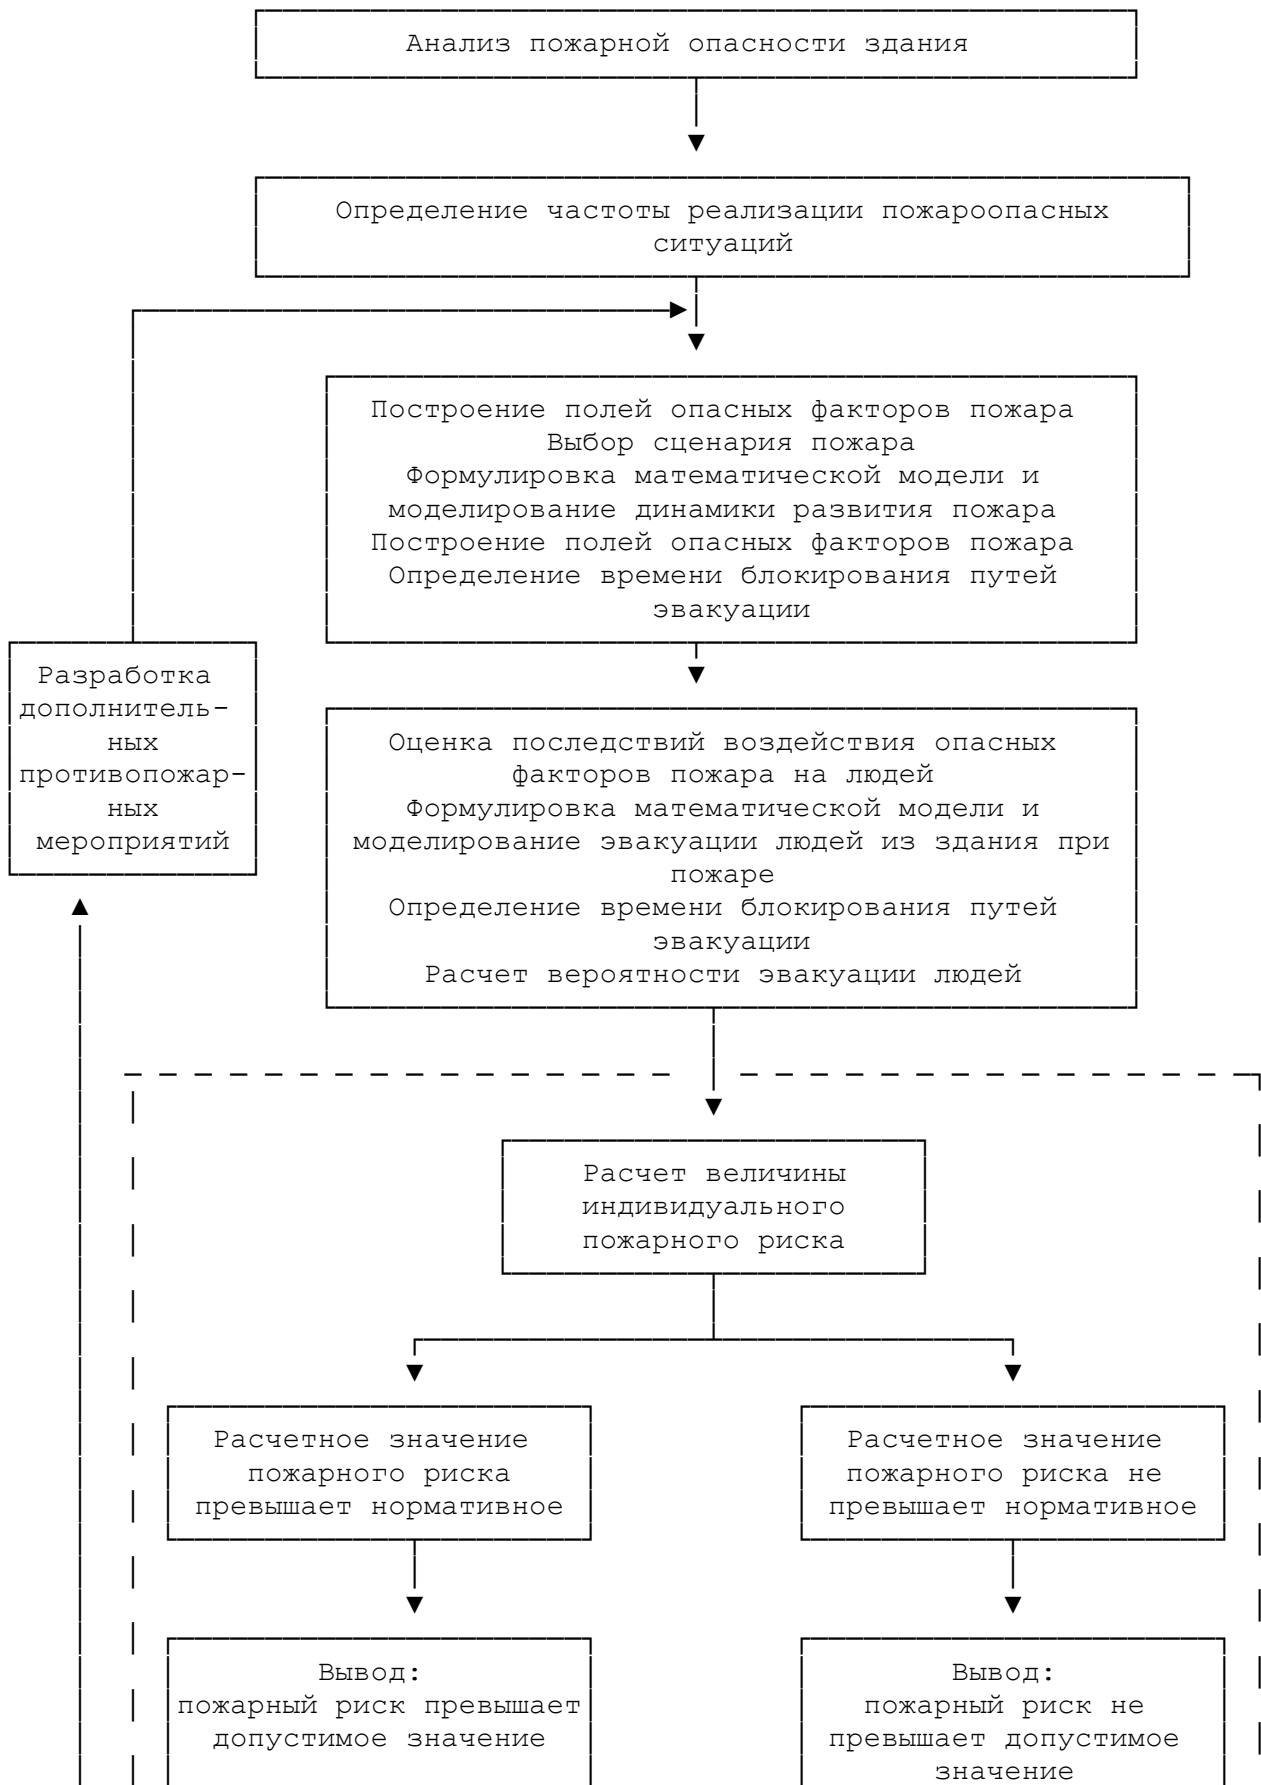 Анализ пожарной опасности здания
Определение частоты реализации пожароопасных
ситуаций
Построение полей опасных факторов пожара
Выбор сценария пожара
Формулировка математической модели и
моделирование динамики развития пожара
Построение полей опасных факторов пожара
Определение времени блокирования путей
эвакуации
Разработка
дополнитель-
ных
противопожар-
ных
мероприятий
Оценка последствий воздействия опасных
факторов пожара на людей
Формулировка математической модели и
моделирование эвакуации людей из здания при
пожаре
Определение времени блокирования путей
эвакуации
Расчет вероятности эвакуации людей
Расчет величины
индивидуального
пожарного риска
Расчетное значение
пожарного риска
превышает нормативное
Расчетное значение
пожарного риска не
превышает нормативное
Вывод:
пожарный риск превышает
допустимое значение
Вывод:
пожарный риск не
превышает допустимое
значение